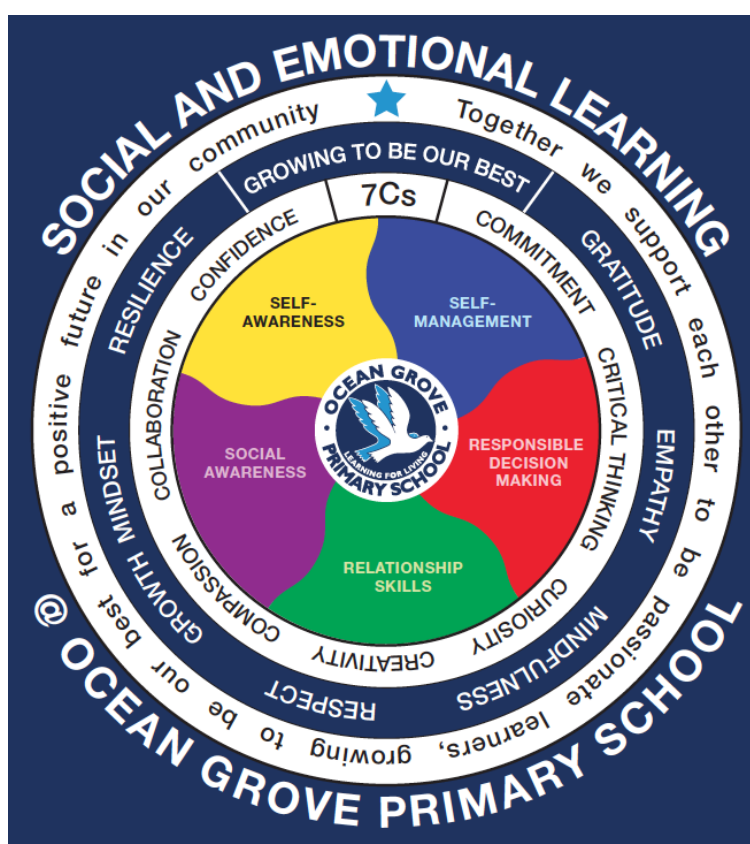 SOCIAL AND EMOTIONAL LEARNING
@ OCEAN GROVE PRIMARY SCHOOL
Together we support each other to be passionate learners, growing to be our best for a positive future in our community
GROWING TO BE OUR BEST
GRATITUDE
EMPATHY
MINDFULNESS
RESPECT
GROWTH MINDSET
RESILIENCE
7Cs
COMMITMENT
CRITICAL THINKING
CURIOSITY
CREATIVITY
COMPASSION
COLLABORATION
CONFIDENCE
SELF-
AWARENESS
SELF-
MANAGEMENT
RESPONSIBLE
DECISION
MAKING
RELATIONSHIP
SKILLS
SOCIAL
AWARENESS
OCEAN GROVE
PRIMARY SCHOOL
LEARNING FOR LIVING